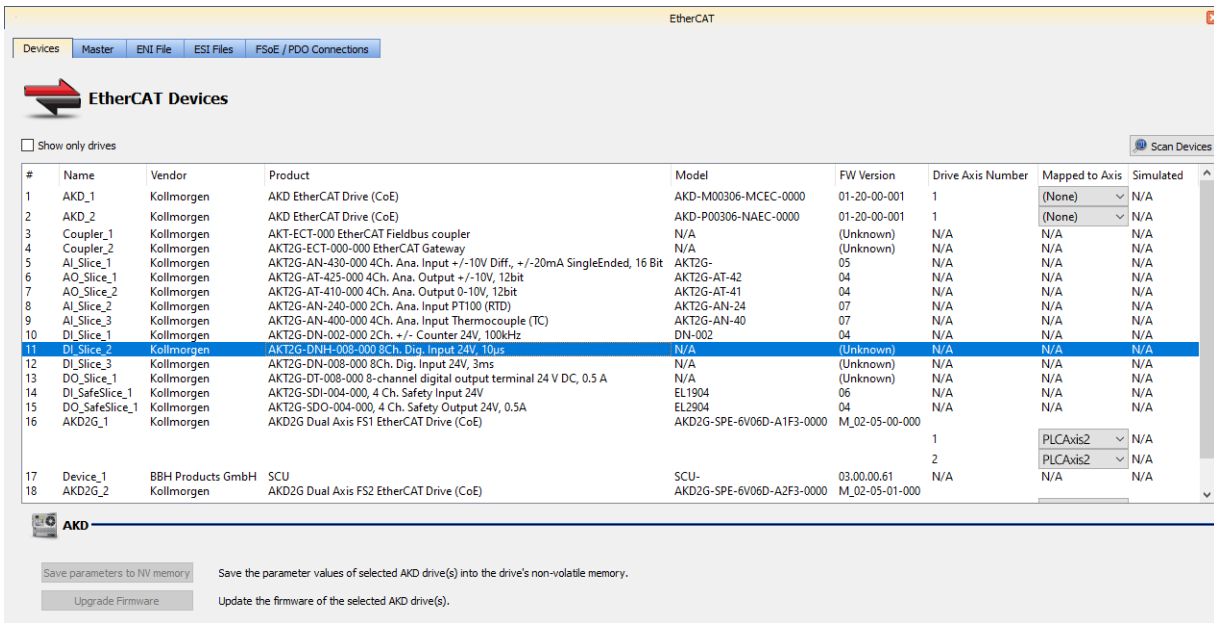 EtherCAT
Devices Master ENI File ESI Files FSoE / PDO Connections
EtherCAT Devices
Show only drives
Scan Devices
# Name Vendor Product Model FW Version Drive Axis Number Mapped to Axis Simulated
1 AKD_1 Kollmorgen AKD EtherCAT Drive (CoE) AKD-M00306-MCEC-0000 01-20-00-001 1 (None) N/A
2 AKD_2 Kollmorgen AKD EtherCAT Drive (CoE) AKD-P00306-NAEC-0000 01-20-00-001 1 (None) N/A
3 Coupler_1 Kollmorgen AKT-ECT-000 EtherCAT Fieldbus coupler N/A (Unknown) N/A N/A N/A
4 Coupler_2 Kollmorgen AKT2G-ECT-000-000 EtherCAT Gateway N/A (Unknown) N/A N/A N/A
5 AI_Slice_1 Kollmorgen AKT2G-AN-430-000 4Ch. Ana. Input +/-10V Diff., +/-20mA SingleEnded, 16 Bit AKT2G- 05 N/A N/A N/A
6 AO_Slice_1 Kollmorgen AKT2G-AT-425-000 4Ch. Ana. Output +/-10V, 12bit AKT2G-AT-42 04 N/A N/A N/A
7 AO_Slice_2 Kollmorgen AKT2G-AT-410-000 4Ch. Ana. Output 0-10V, 12bit AKT2G-AT-41 04 N/A N/A N/A
8 AI_Slice_2 Kollmorgen AKT2G-AN-240-000 2Ch. Ana. Input PT100 (RTD) AKT2G-AN-24 07 N/A N/A N/A
9 AI_Slice_3 Kollmorgen AKT2G-AN-400-000 4Ch. Ana. Input Thermocouple (TC) AKT2G-AN-40 07 N/A N/A N/A
10 DI_Slice_1 Kollmorgen AKT2G-DN-002-000 2Ch. +/- Counter 24V, 100kHz DN-002 04 N/A N/A N/A
11 DI_Slice_2 Kollmorgen AKT2G-DNH-008-000 8Ch. Dig. Input 24V, 10µs N/A (Unknown) N/A N/A N/A
12 DI_Slice_3 Kollmorgen AKT2G-DN-008-000 8Ch. Dig. Input 24V, 3ms N/A (Unknown) N/A N/A N/A
13 DO_Slice_1 Kollmorgen AKT2G-DT-008-000 8-channel digital output terminal 24 V DC, 0.5 A N/A (Unknown) N/A N/A N/A
14 DI_SafeSlice_1 Kollmorgen AKT2G-SDI-004-000, 4 Ch. Safety Input 24V EL1904 06 N/A N/A N/A
15 DO_SafeSlice_1 Kollmorgen AKT2G-SDO-004-000, 4 Ch. Safety Output 24V, 0.5A EL2904 04 N/A N/A N/A
16 AKD2G_1 Kollmorgen AKD2G Dual Axis FS1 EtherCAT Drive (CoE) AKD2G-SPE-6V06D-A1F3-0000 M_02-05-00-000
1 PLCAxis2 N/A
2 PLCAxis2 N/A
17 Device_1 BBH Products GmbH SCU SCU- 03.00.00.61 N/A N/A N/A
18 AKD2G_2 Kollmorgen AKD2G Dual Axis FS2 EtherCAT Drive (CoE) AKD2G-SPE-6V06D-A2F3-0000 M_02-05-01-000
AKD
Save parameters to NV memory Save the parameter values of selected AKD drive(s) into the drive's non-volatile memory.
Upgrade Firmware Update the firmware of the selected AKD drive(s).